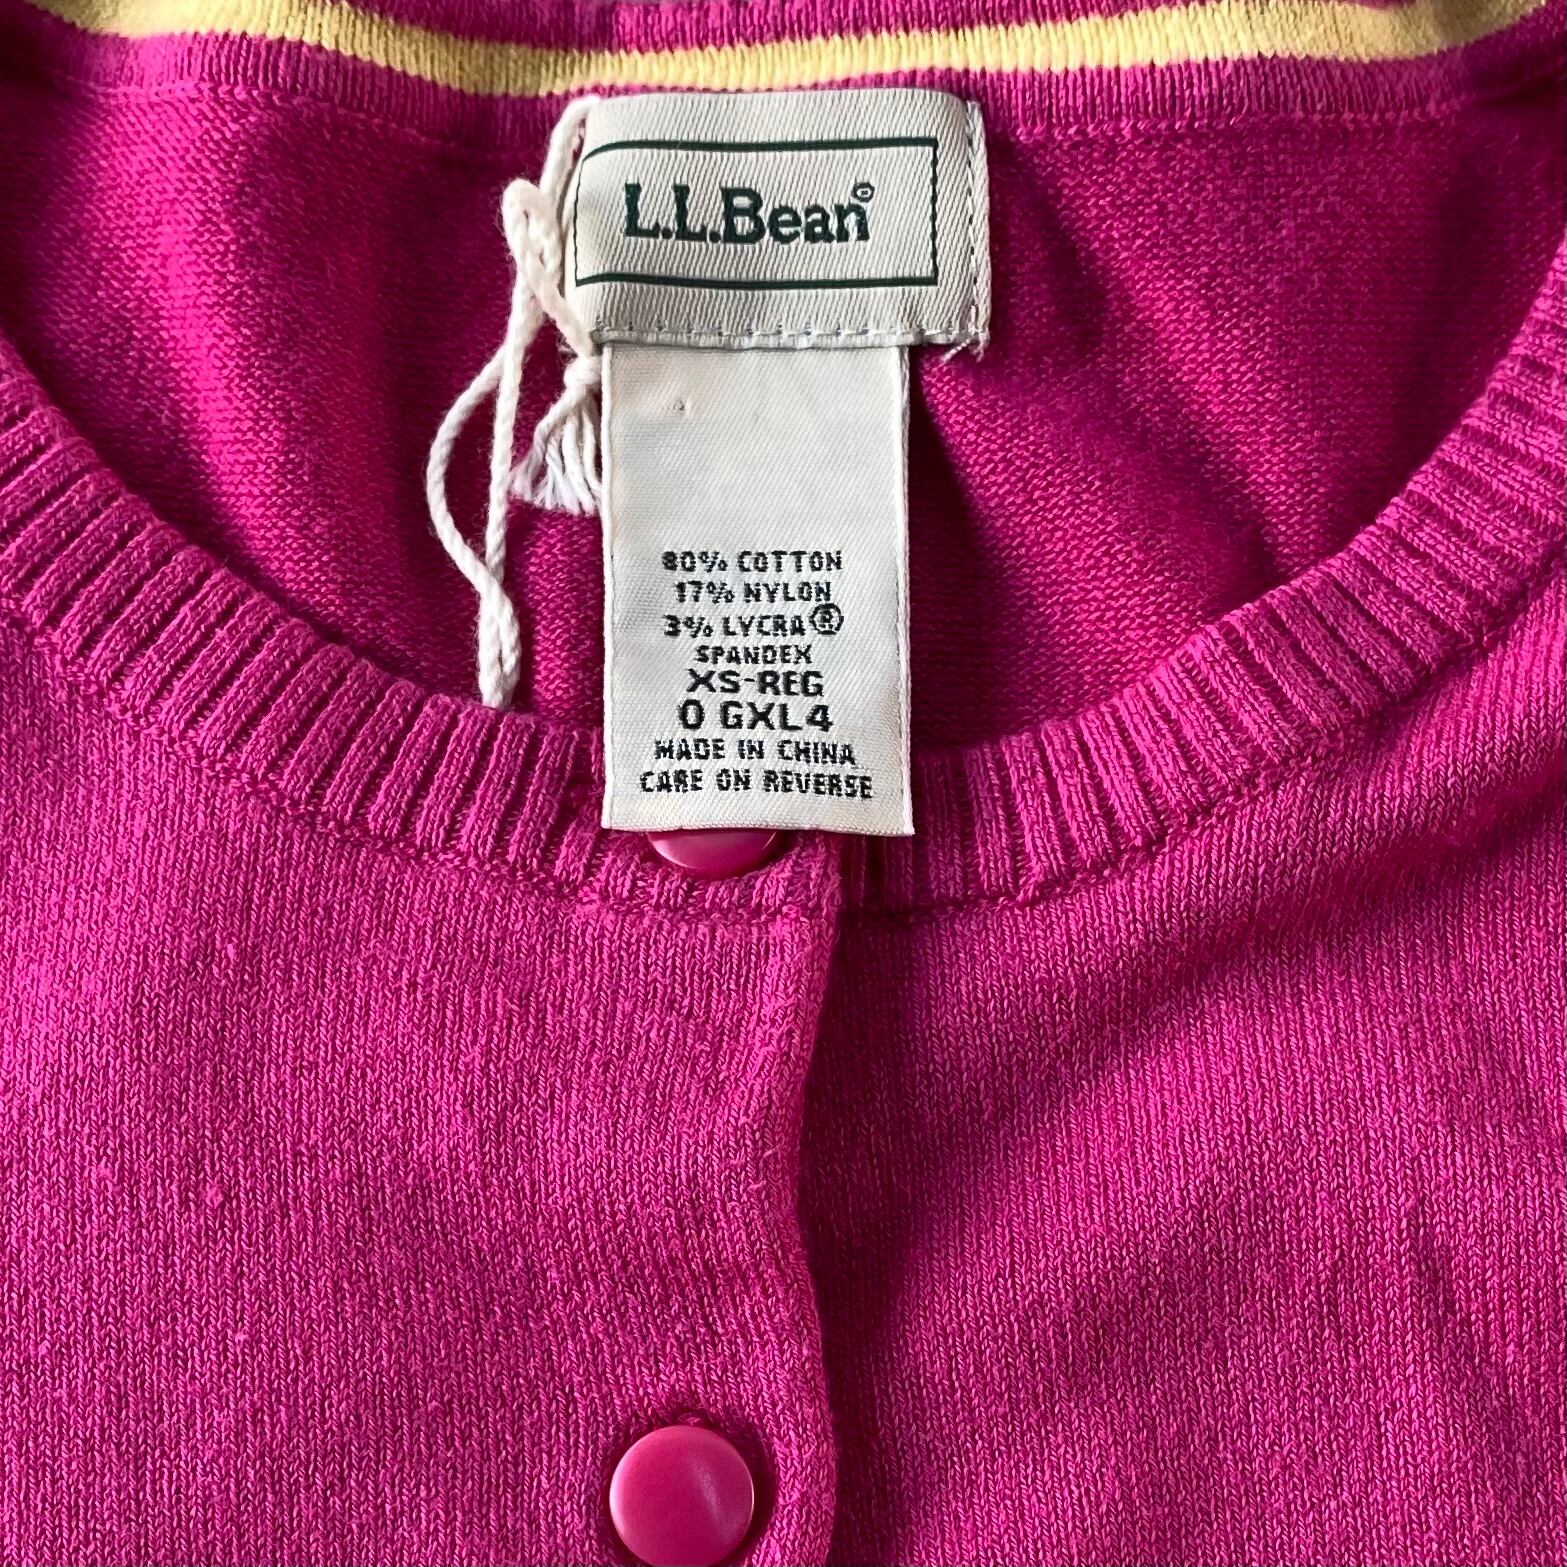 L.L.Bean®
80% COTTON
17% NYLON
3% LYCRA®
SPANDEX
XS-REG
0 GXL4
MADE IN CHINA
CARE ON REVERSE